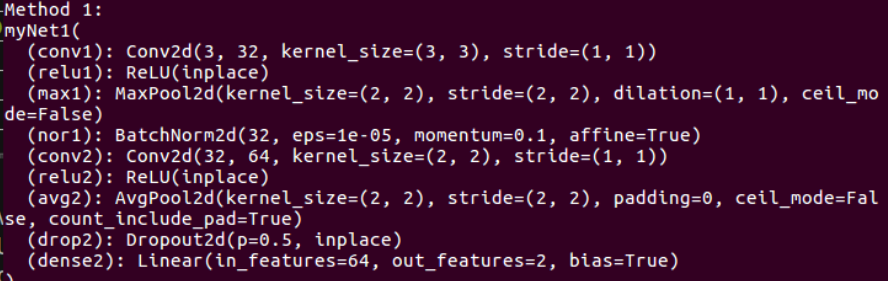 Method 1:
myNet1(
  (conv1): Conv2d(3, 32, kernel_size=(3, 3), stride=(1, 1))
  (relu1): ReLU(inplace)
  (max1): MaxPool2d(kernel_size=(2, 2), stride=(2, 2), dilation=(1, 1), ceil_mo
de=False)
  (nor1): BatchNorm2d(32, eps=1e-05, momentum=0.1, affine=True)
  (conv2): Conv2d(32, 64, kernel_size=(2, 2), stride=(1, 1))
  (relu2): ReLU(inplace)
  (avg2): AvgPool2d(kernel_size=(2, 2), stride=(2, 2), padding=0, ceil_mode=Fal
se, count_include_pad=True)
  (drop2): Dropout2d(p=0.5, inplace)
  (dense2): Linear(in_features=64, out_features=2, bias=True)
)